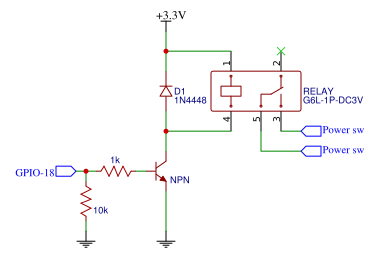 +3.3V
1
2
D1
1N4448
RELAY
G6L-1P-DC3V
4
5
3
Power sw
Power sw
1k
GPIO-18
NPN
10k